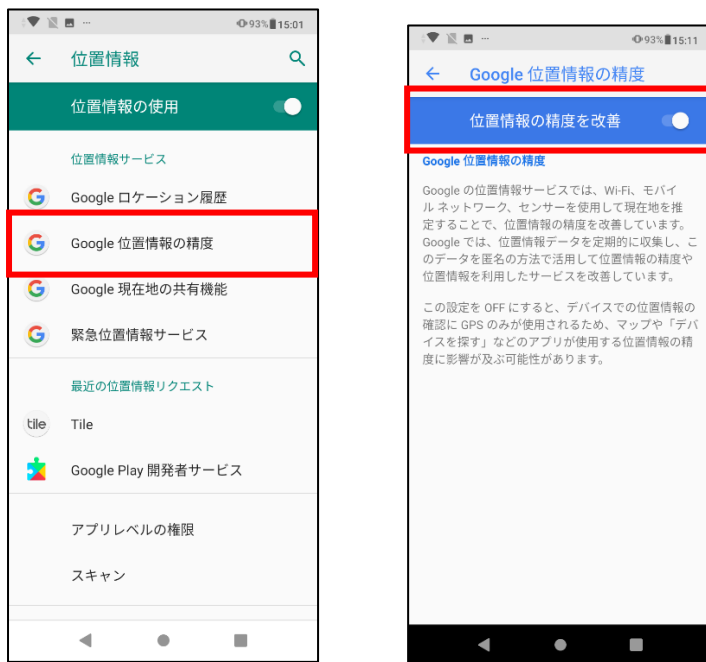 93% 15:01
位置情報
位置情報の使用
位置情報サービス
Google ロケーション履歴
Google 位置情報の精度
Google 現在地の共有機能
緊急位置情報サービス
最近の位置情報リクエスト
tile Tile
Google Play 開発者サービス
アプリレベルの権限
スキャン
93% 15:11
Google 位置情報の精度
位置情報の精度を改善
Google 位置情報の精度
Google の位置情報サービスでは、Wi-Fi、モバイ
ル ネットワーク、センサーを使用して現在地を推
定することで、位置情報の精度を改善しています。
Google では、位置情報データを定期的に収集し、こ
のデータを匿名の方法で活用して位置情報の精度や
位置情報を利用したサービスを改善しています。
この設定を OFF にすると、デバイスでの位置情報の
確認に GPS のみが使用されるため、マップや「デバ
イスを探す」などのアプリが使用する位置情報の精
度に影響が及ぶ可能性があります。